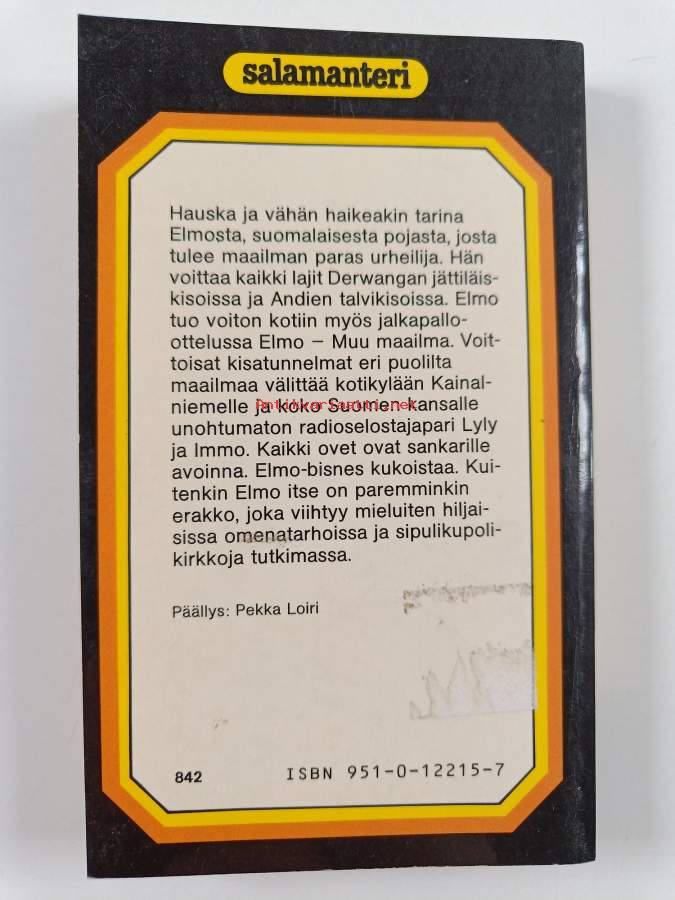 salamanteri
Hauska ja vähän haikeakin tarina
Elmosta, suomalaisesta pojasta, josta
tulee maailman paras urheilija. Hän
voittaa kaikki lajit Derwangan jättiläis-
kisoissa ja Andien talvikisoissa. Elmo
tuo voiton kotiin myös jalkapallo-
ottelussa Elmo – Muu maailma. Voit-
toisat kisatunnelmat eri puolilta
maailmaa välittää kotikylään Kainal-
niemelle ja koko Suomen kansalle
Antikvariaatti.net
unohtumaton radioselostajapari Lyly
ja Immo. Kaikki ovet ovat sankarille
avoinna. Elmo-bisnes kukoistaa. Kui-
tenkin Elmo itse on paremminkin
erakko, joka viihtyy mieluiten hiljai-
sissa omenatarhoissa ja sipulikupoli-
kirkkoja tutkimassa.
Päällys: Pekka Loiri
842
ISBN 951-0-12215-7